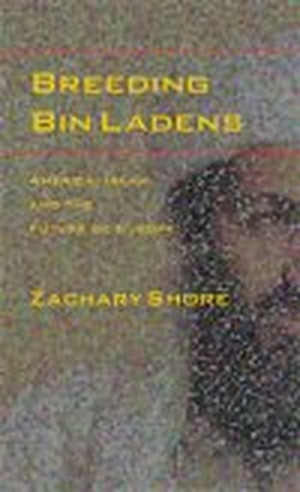 BREEDING
BIN LADENS
AMERICA, ISLAM,
AND THE
FUTURE OF EUROPE
ZACHARY SHORE